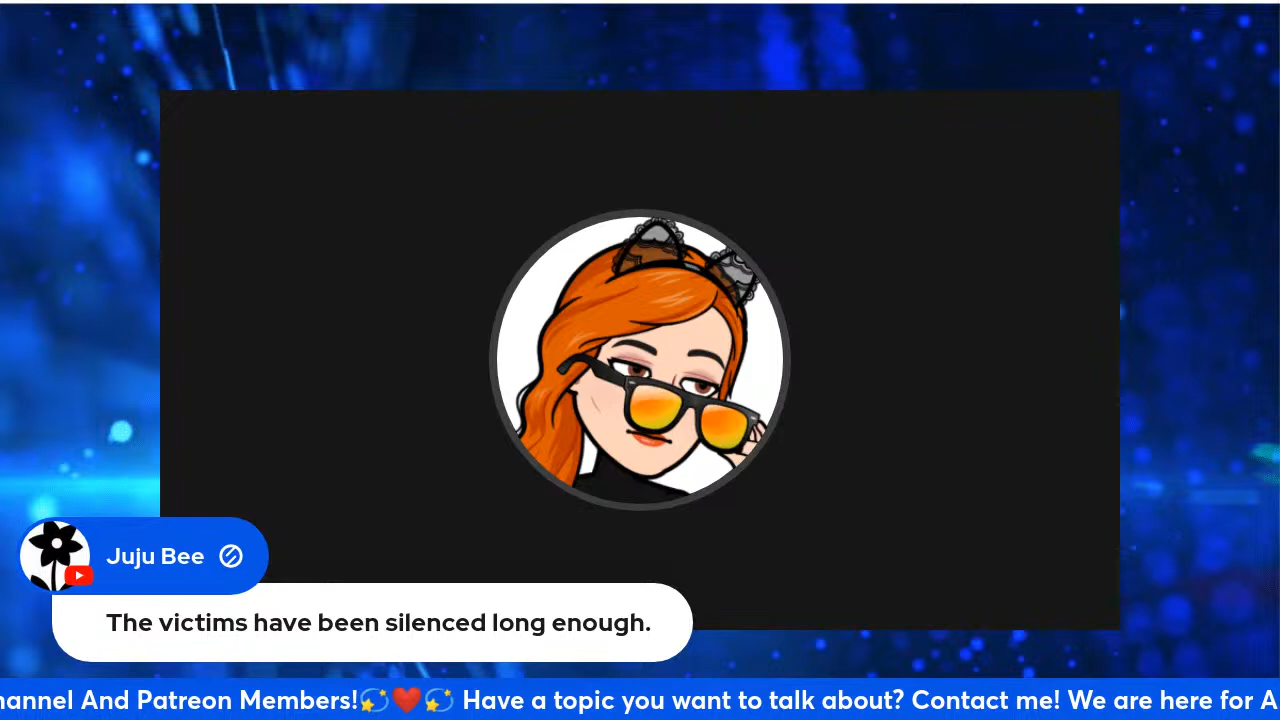 Juju Bee
The victims have been silenced long enough.
hannel And Patreon Members!💫❤️💫 Have a topic you want to talk about? Contact me! We are here for A